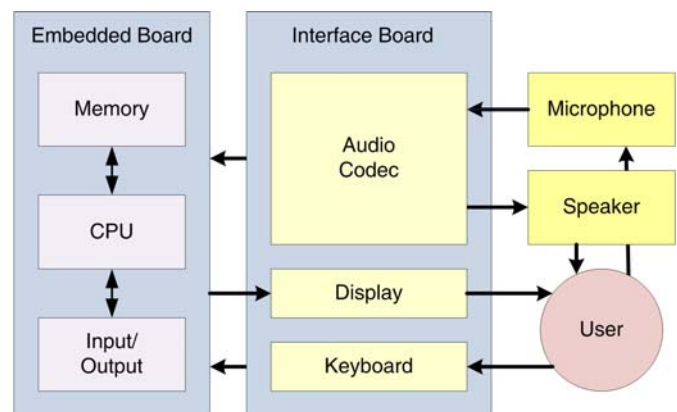 Embedded Board
Interface Board
Memory
Audio
Codec
Microphone
CPU
Speaker
Display
Input/
Output
Keyboard
User